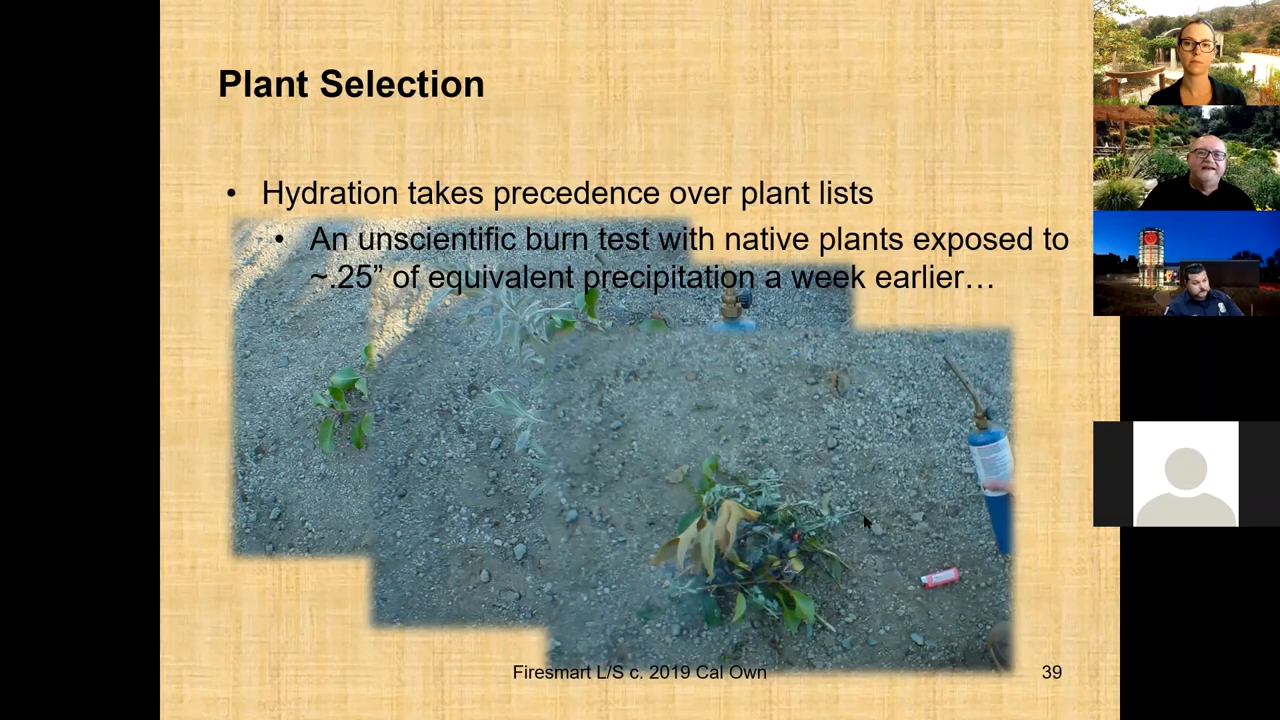 Plant Selection
• Hydration takes precedence over plant lists
• An unscientific burn test with native plants exposed to
~.25” of equivalent precipitation a week earlier…
Firesmart L/S c. 2019 Cal Own
39